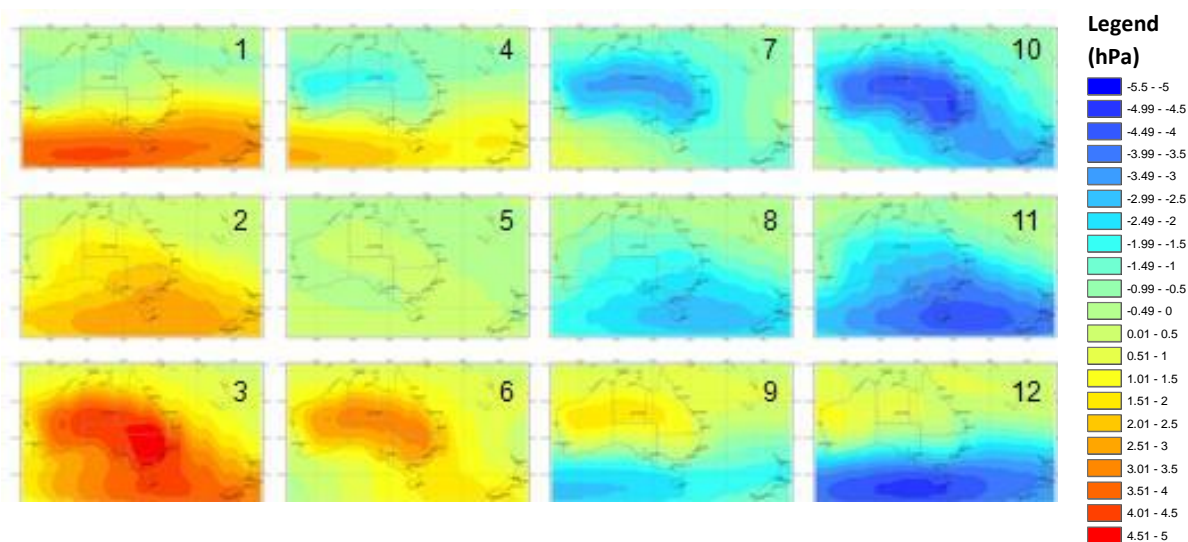 1 4 7 10
2 5 8 11
3 6 9 12
Legend
(hPa)
-5.5 - -5
-4.99 - -4.5
-4.49 - -4
-3.99 - -3.5
-3.49 - -3
-2.99 - -2.5
-2.49 - -2
-1.99 - -1.5
-1.49 - -1
-0.99 - -0.5
-0.49 - 0
0.01 - 0.5
0.51 - 1
1.01 - 1.5
1.51 - 2
2.01 - 2.5
2.51 - 3
3.01 - 3.5
3.51 - 4
4.01 - 4.5
4.51 - 5